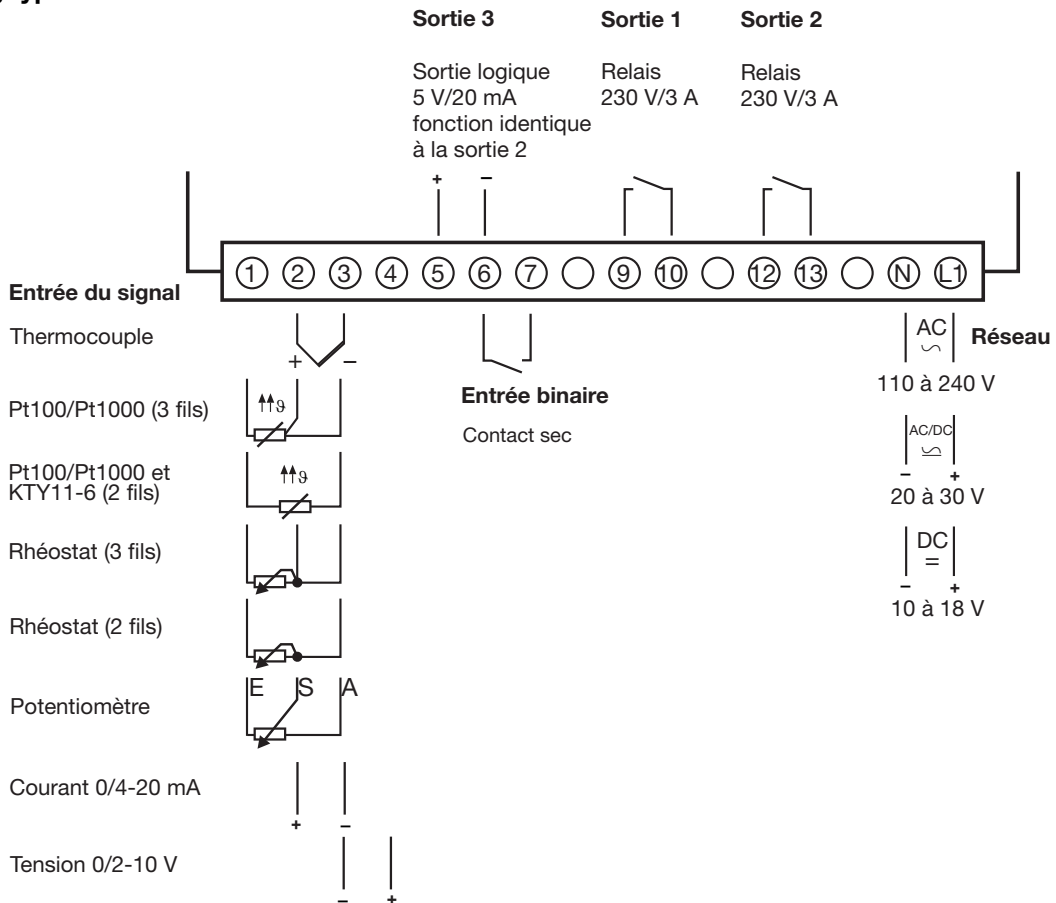 Sortie 3 Sortie 1 Sortie 2
Sortie logique
5 V/20 mA
fonction identique
à la sortie 2
Relais
230 V/3 A
Relais
230 V/3 A
+ −
1 2 3 4 5 6 7 9 10 12 13 N L1
Entrée du signal
Thermocouple
+ −
Entrée binaire
Contact sec
AC
Réseau
110 à 240 V
AC/DC
− +
20 à 30 V
DC
=
− +
10 à 18 V
Pt100/Pt1000 (3 fils)
ϑ
Pt100/Pt1000 et
KTY11-6 (2 fils)
ϑ
Rhéostat (3 fils)
Rhéostat (2 fils)
E S A
Potentiomètre
Courant 0/4-20 mA
+ −
Tension 0/2-10 V
− +